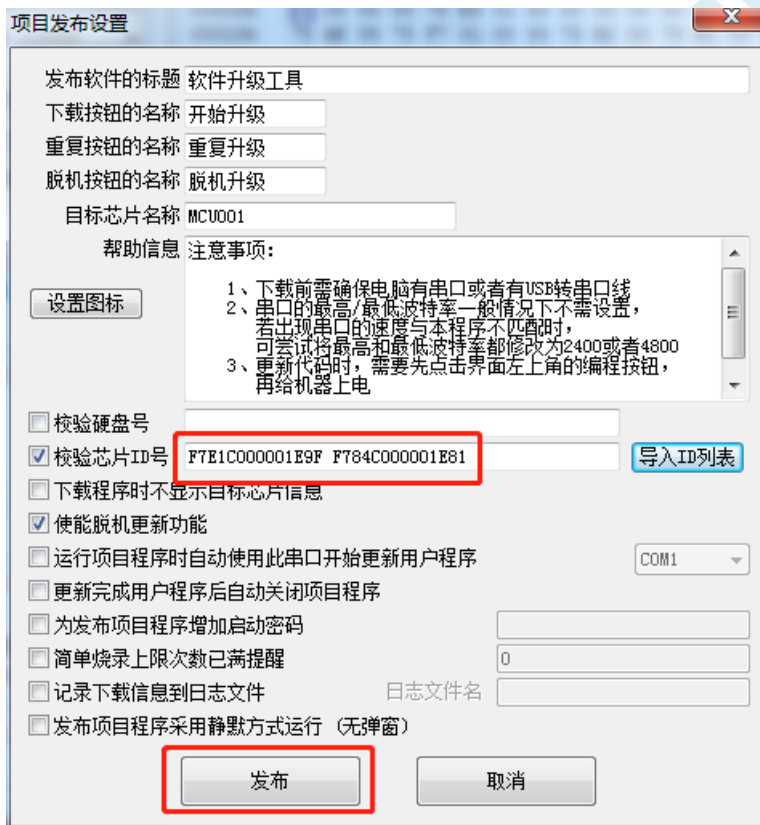 项目发布设置
发布软件的标题 软件升级工具
下载按钮的名称 开始升级
重复按钮的名称 重复升级
脱机按钮的名称 脱机升级
目标芯片名称 MCU001
帮助信息 注意事项:
1、下载前需确保电脑有串口或者有USB转串口线
2、串口的最高/最低波特率一般情况下不需设置,
若出现串口的速度与本程序不匹配时,
可尝试将最高和最低波特率都修改为2400或者4800
3、更新代码时,需要先点击界面左上角的编程按钮,
再给机器上电
设置图标
校验硬盘号
校验芯片ID号 F7E1C000001E9F F784C000001E81 导入ID列表
下载程序时不显示目标芯片信息
使能脱机更新功能
运行项目程序时自动使用此串口开始更新用户程序 COM1
更新完成用户程序后自动关闭项目程序
为发布项目程序增加启动密码
简单烧录上限次数已满提醒 0
记录下载信息到日志文件 日志文件名
发布项目程序采用静默方式运行 (无弹窗)
发布 取消